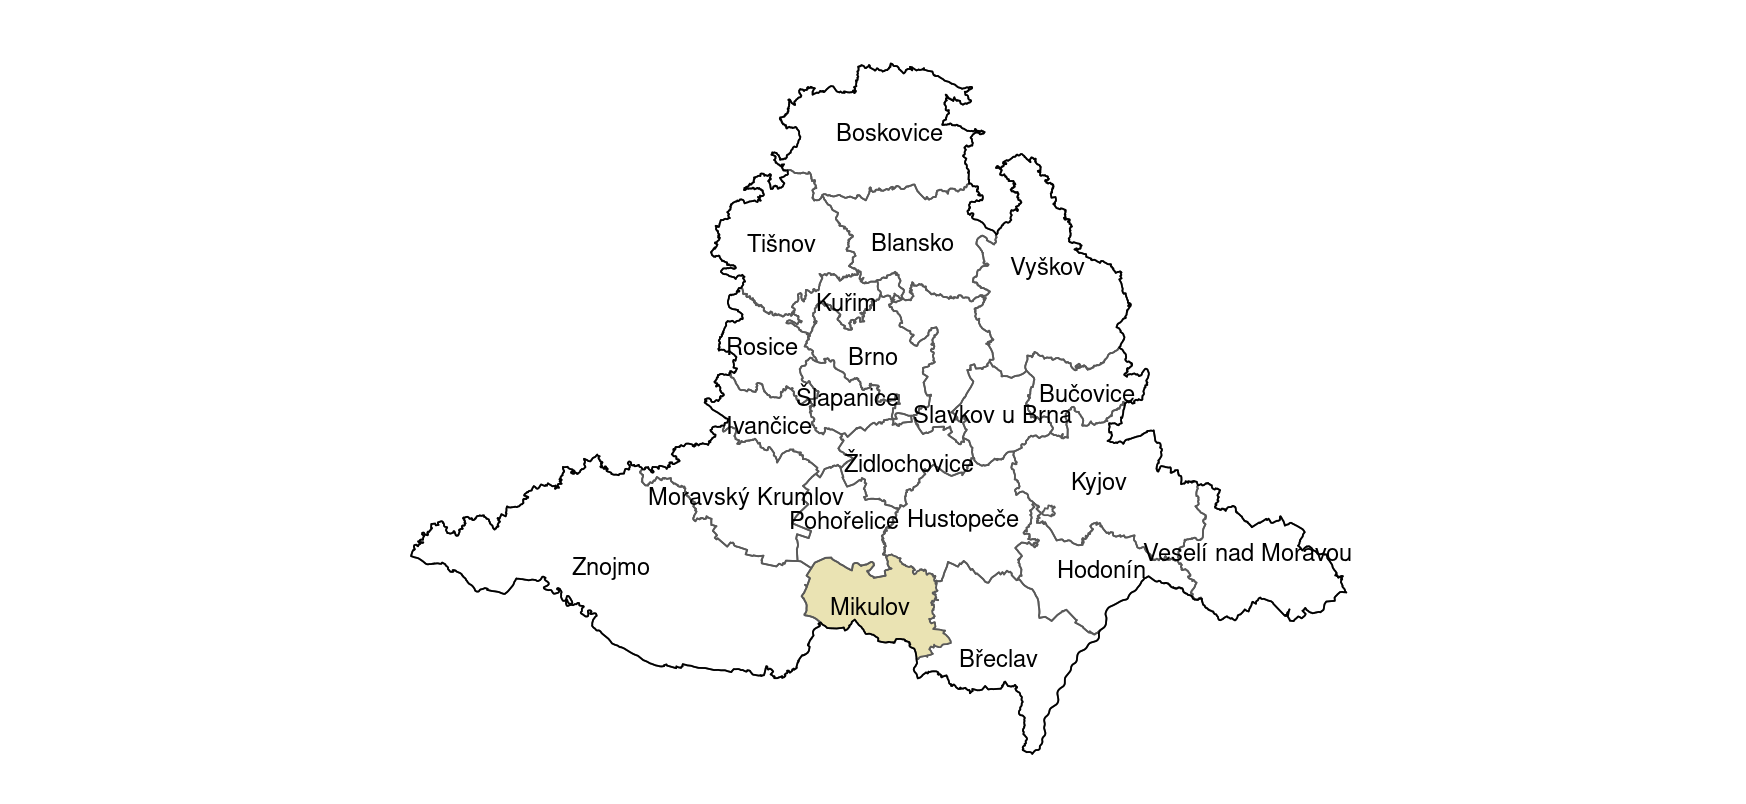 Boskovice
Tišnov
Blansko
Vyškov
Kuřim
Rosice
Brno
Šlapanice
Bučovice
Slavkov u Brna
Ivančice
Židlochovice
Kyjov
Moravský Krumlov
Pohořelice
Hustopeče
Veselí nad Moravou
Znojmo
Hodonín
Mikulov
Břeclav